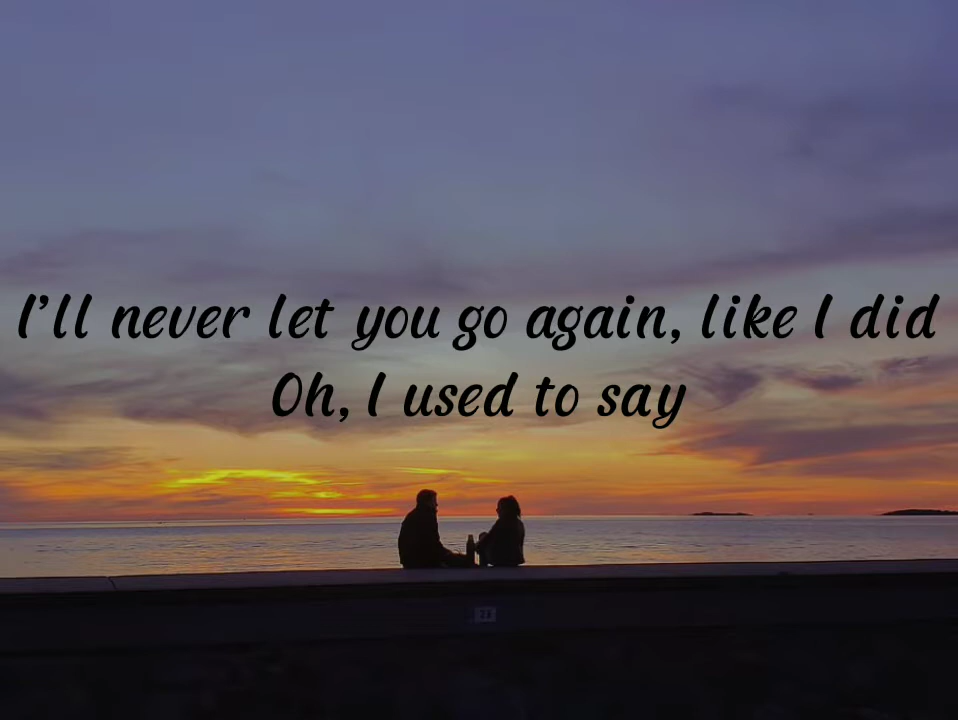 I'll never let you go again, like I did
Oh, I used to say